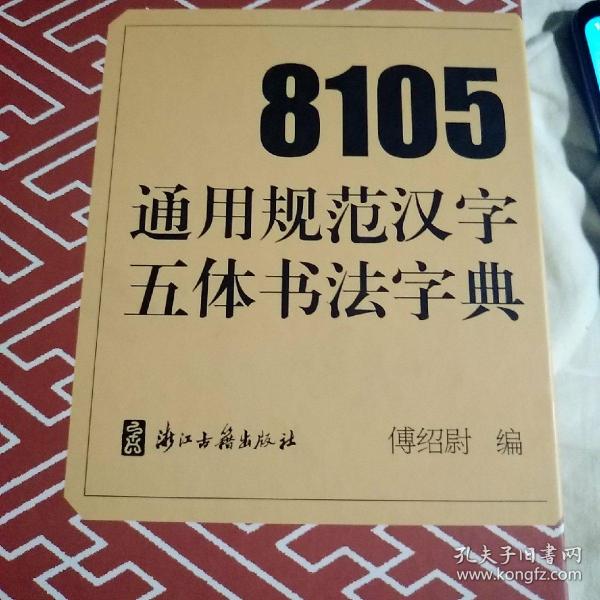 8105
通用规范汉字
五体书法字典
浙江古籍出版社
傅绍尉 编
孔夫子旧書网
www.kongfz.com